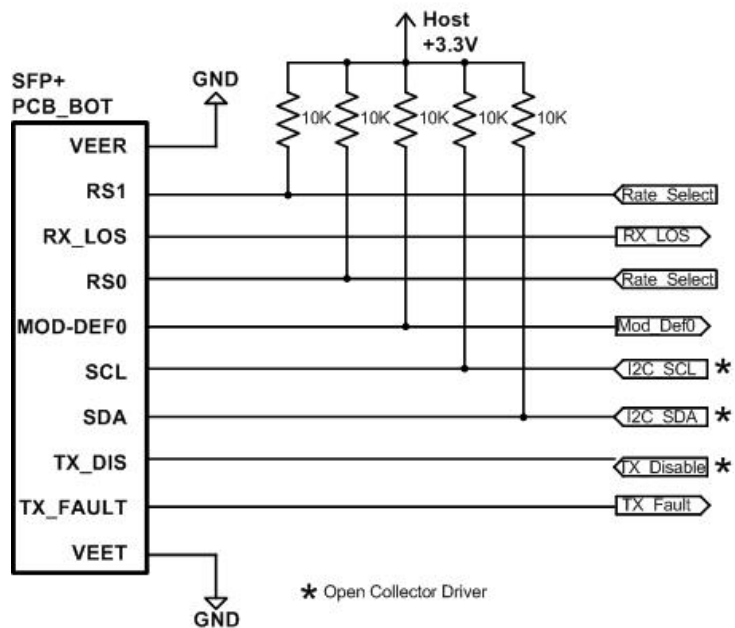 Host
+3.3V
SFP+
PCB_BOT
GND
10K 10K 10K 10K 10K
VEER
RS1
Rate_Select
RX_LOS
RX_LOS
RS0
Rate_Select
MOD-DEF0
Mod_Def0
SCL
I2C_SCL *
SDA
I2C_SDA *
TX_DIS
TX_Disable *
TX_FAULT
TX_Fault
VEET
* Open Collector Driver
GND